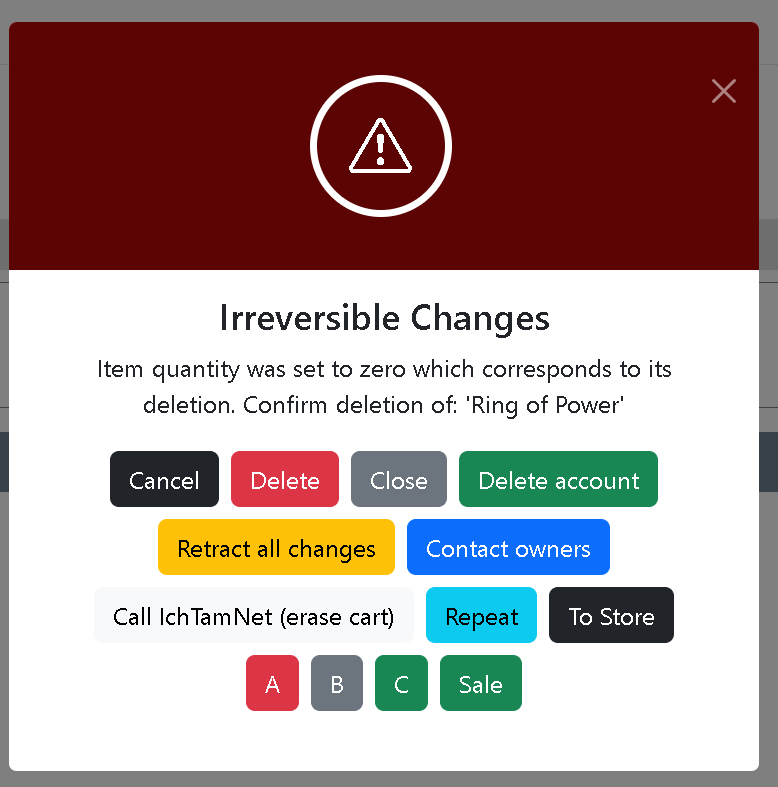 Irreversible Changes
Item quantity was set to zero which corresponds to its
deletion. Confirm deletion of: 'Ring of Power'
Cancel Delete Close Delete account
Retract all changes Contact owners
Call IchTamNet (erase cart) Repeat To Store
A B C Sale